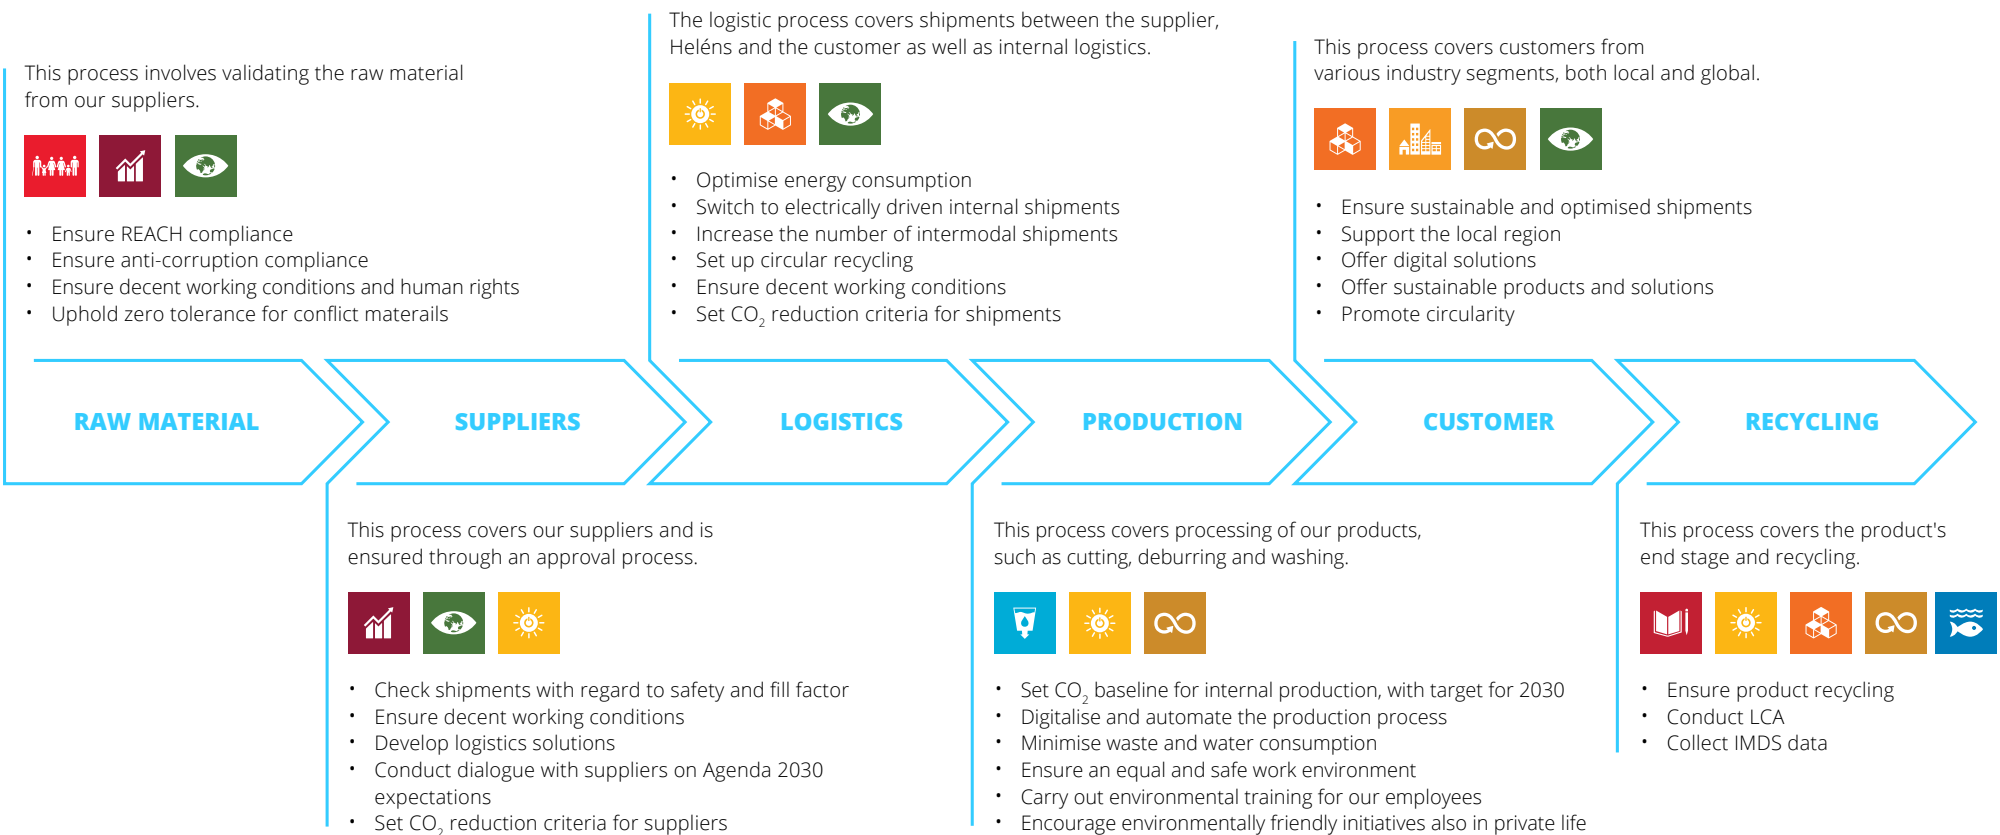 This process involves validating the raw material
from our suppliers.
• Ensure REACH compliance
• Ensure anti-corruption compliance
• Ensure decent working conditions and human rights
• Uphold zero tolerance for conflict materails
The logistic process covers shipments between the supplier,
Heléns and the customer as well as internal logistics.
• Optimise energy consumption
• Switch to electrically driven internal shipments
• Increase the number of intermodal shipments
• Set up circular recycling
• Ensure decent working conditions
• Set CO₂ reduction criteria for shipments
This process covers customers from
various industry segments, both local and global.
• Ensure sustainable and optimised shipments
• Support the local region
• Offer digital solutions
• Offer sustainable products and solutions
• Promote circularity
RAW MATERIAL
SUPPLIERS
LOGISTICS
PRODUCTION
CUSTOMER
RECYCLING
This process covers our suppliers and is
ensured through an approval process.
• Check shipments with regard to safety and fill factor
• Ensure decent working conditions
• Develop logistics solutions
• Conduct dialogue with suppliers on Agenda 2030
expectations
• Set CO₂ reduction criteria for suppliers
This process covers processing of our products,
such as cutting, deburring and washing.
• Set CO₂ baseline for internal production, with target for 2030
• Digitalise and automate the production process
• Minimise waste and water consumption
• Ensure an equal and safe work environment
• Carry out environmental training for our employees
• Encourage environmentally friendly initiatives also in private life
This process covers the product's
end stage and recycling.
• Ensure product recycling
• Conduct LCA
• Collect IMDS data